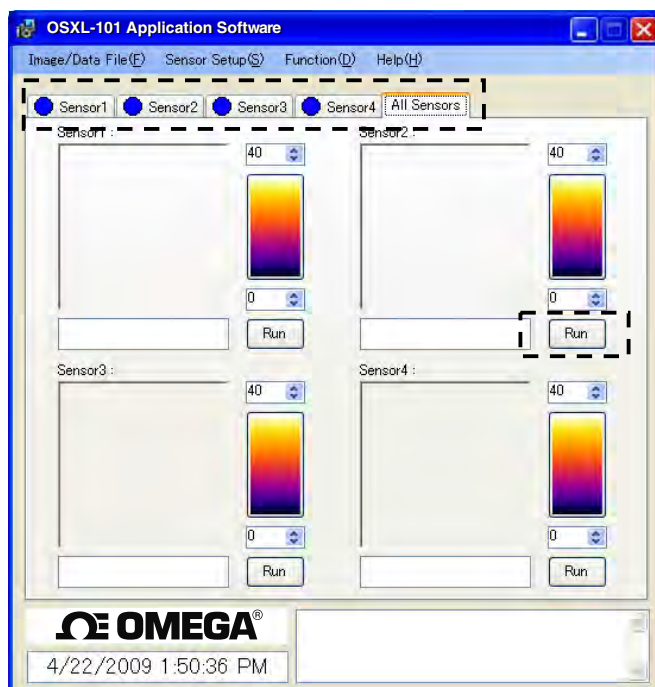 OSXL-101 Application Software
Image/Data File(F) Sensor Setup(S) Function(D) Help(H)
Sensor1 Sensor2 Sensor3 Sensor4 All Sensors
Sensor1 : Sensor2 :
40 40
0 0
Run Run
Sensor3 : Sensor4 :
40 40
0 0
Run Run
OMEGA®
4/22/2009 1:50:36 PM